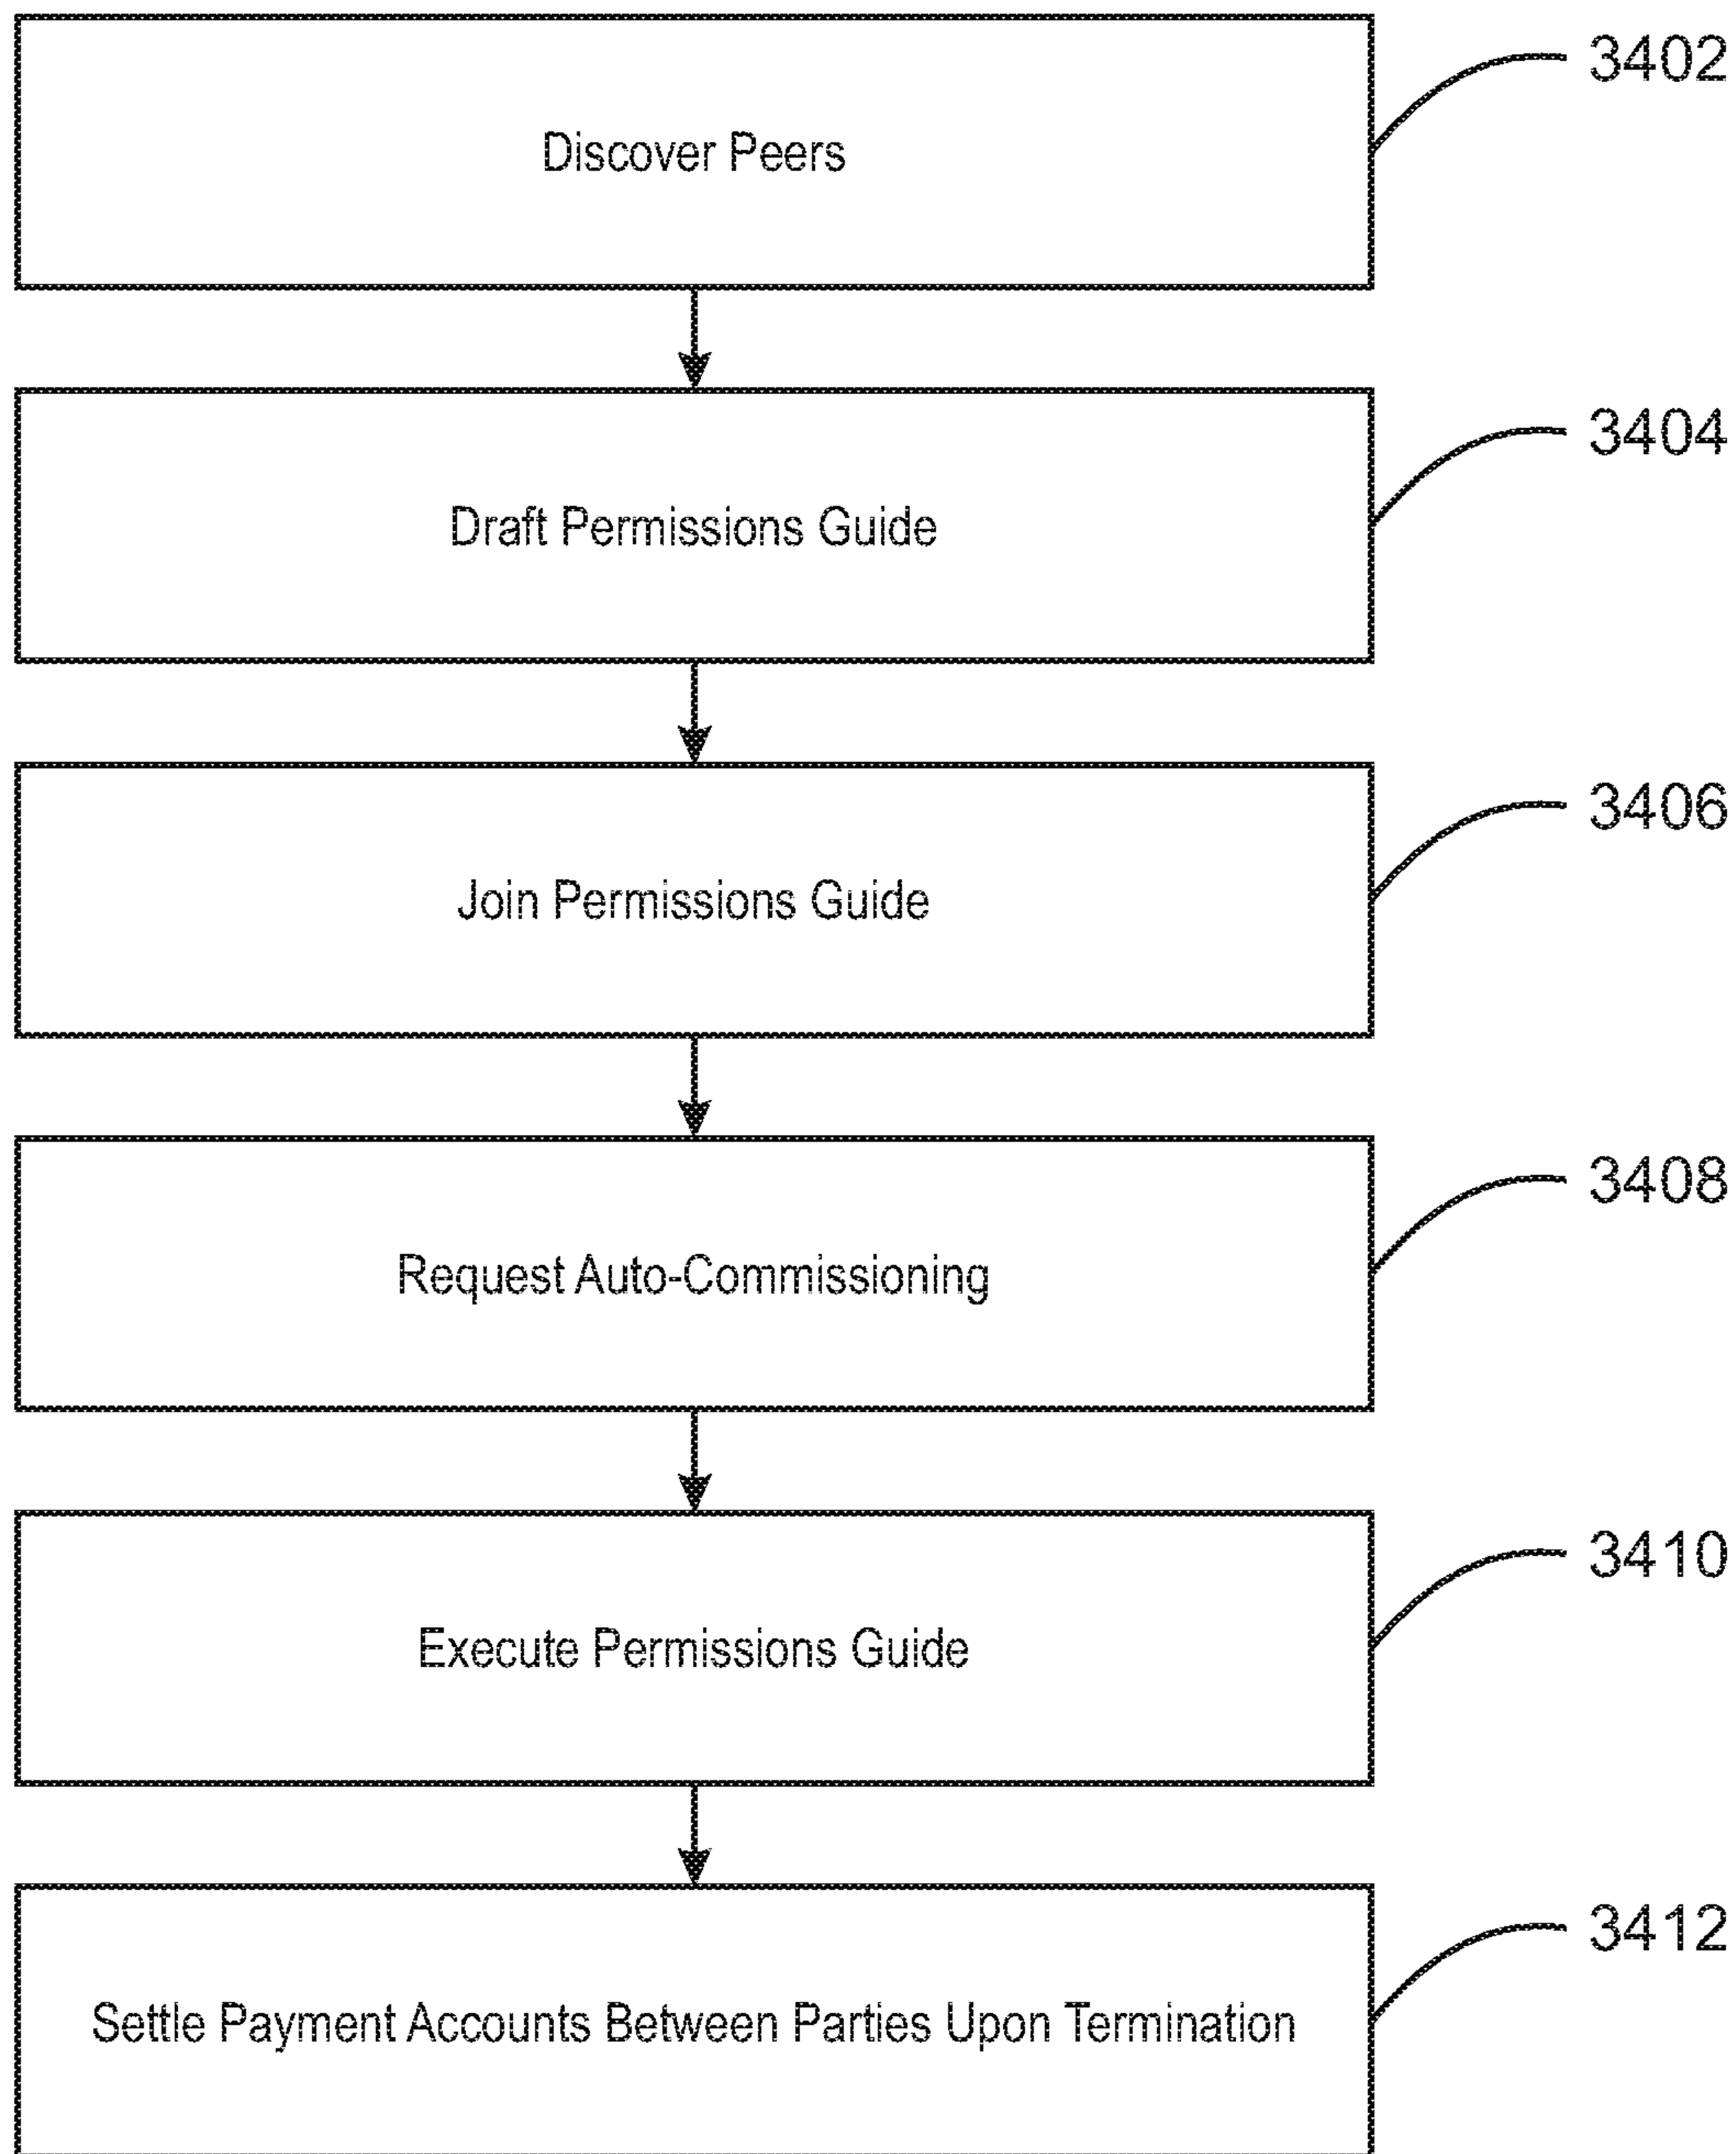 Discover Peers
3402
Draft Permissions Guide
3404
Join Permissions Guide
3406
Request Auto-Commissioning
3408
Execute Permissions Guide
3410
Settle Payment Accounts Between Parties Upon Termination
3412